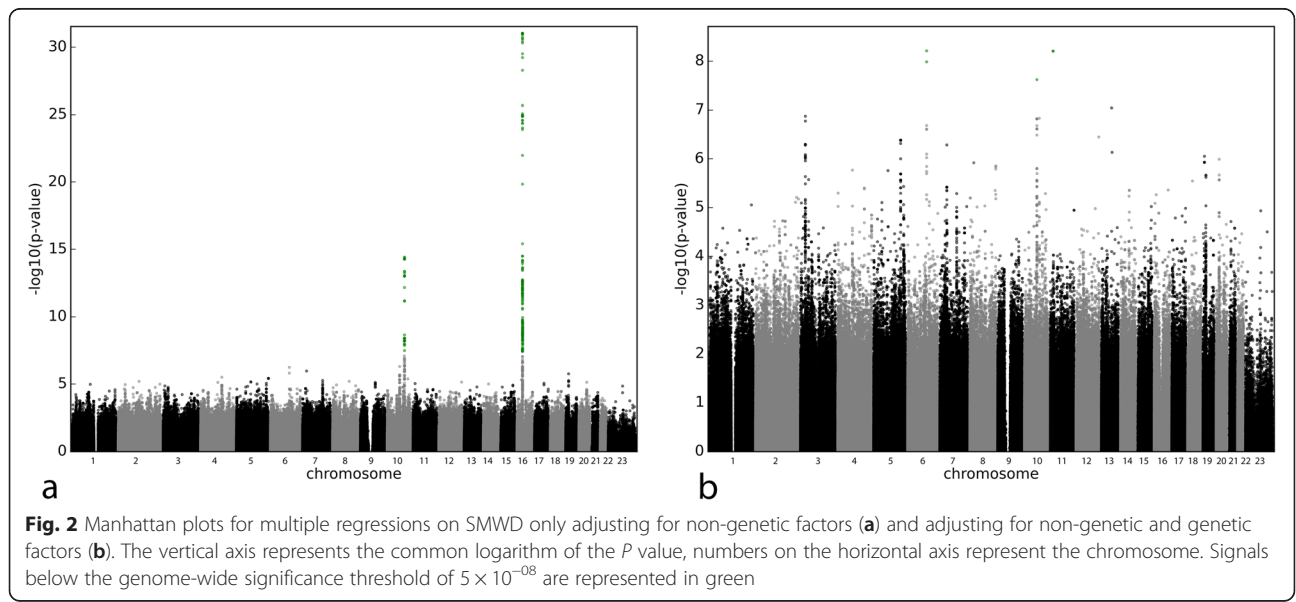 30
25
20
15
10
5
0
-log10(p-value)
1 2 3 4 5 6 7 8 9 10 11 12 13 14 15 16 17 18 19 20 21 22 23
chromosome
a
8
7
6
5
4
3
2
1
0
-log10(p-value)
1 2 3 4 5 6 7 8 9 10 11 12 13 14 15 16 17 18 19 20 21 22 23
chromosome
b
Fig. 2 Manhattan plots for multiple regressions on SMWD only adjusting for non-genetic factors (a) and adjusting for non-genetic and genetic
factors (b). The vertical axis represents the common logarithm of the P value, numbers on the horizontal axis represent the chromosome. Signals
below the genome-wide significance threshold of 5 × 10⁻⁰⁸ are represented in green